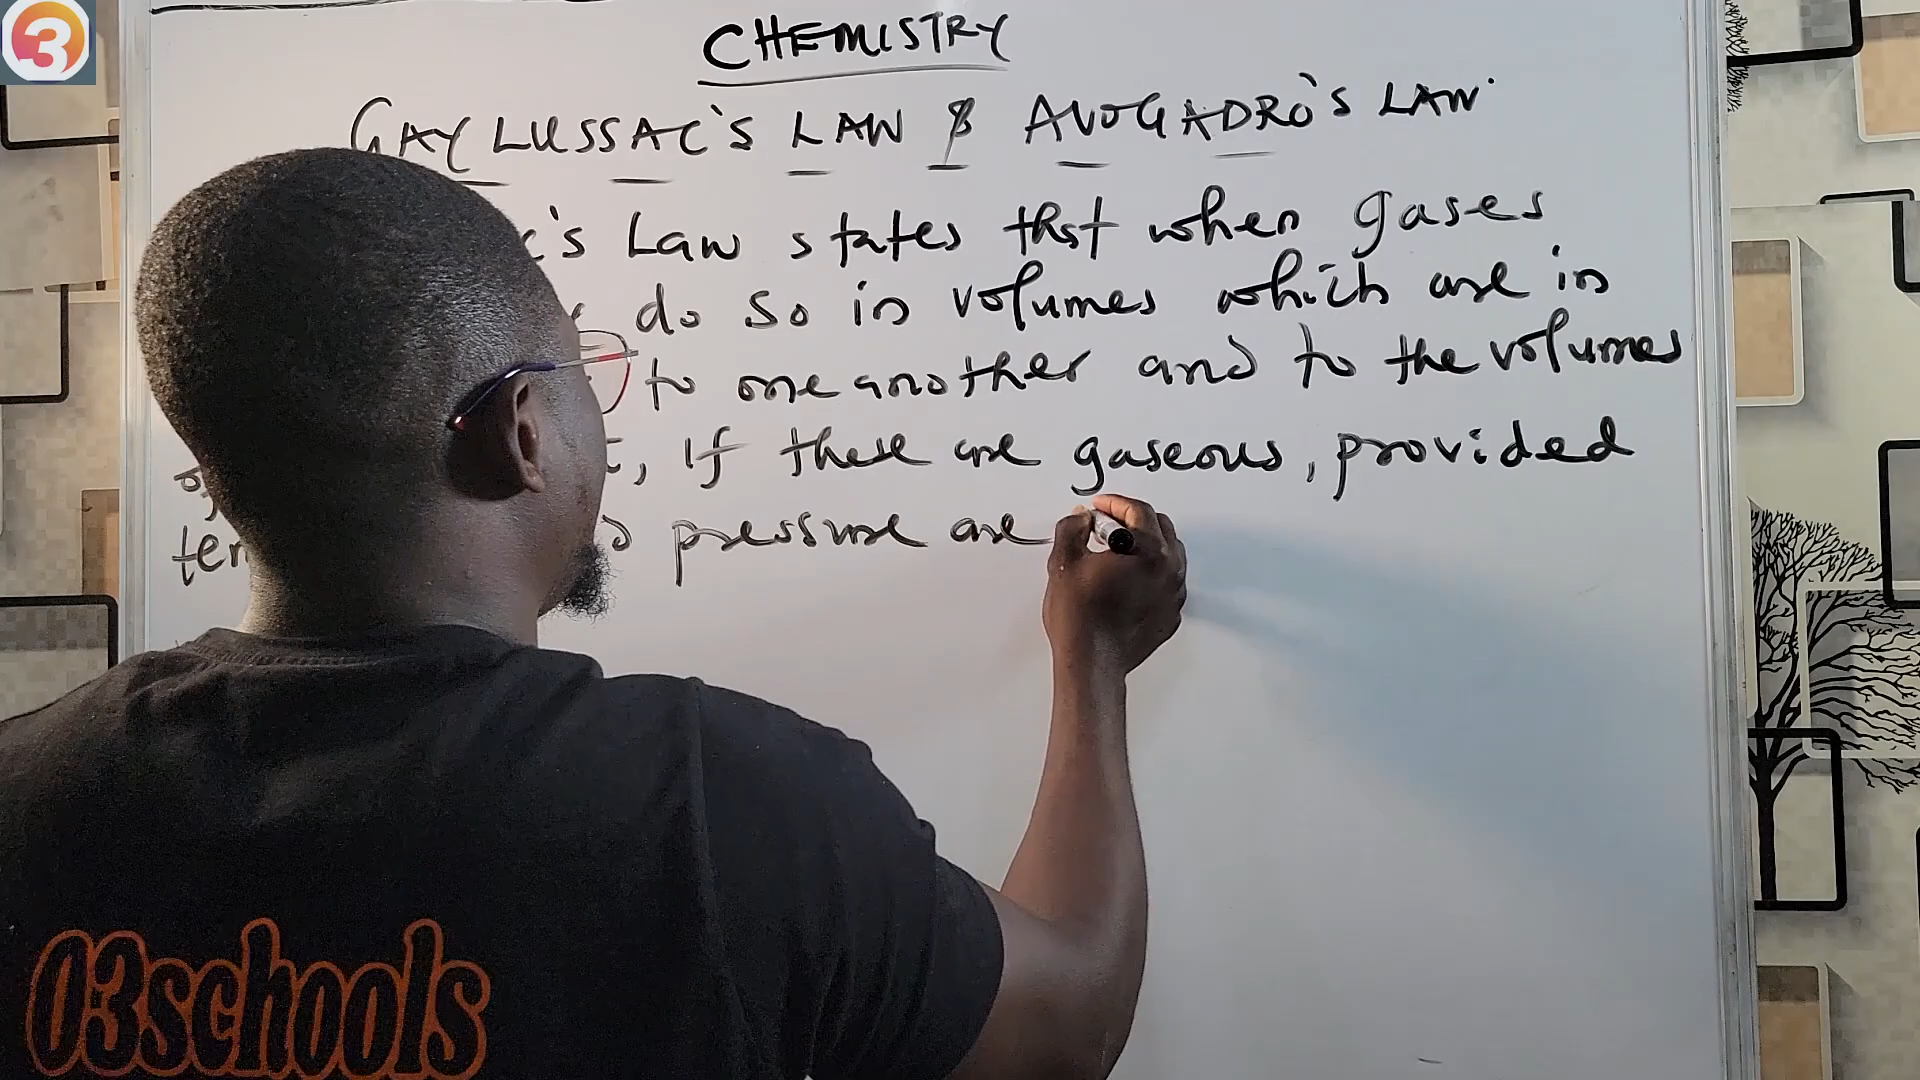 3
CHEMISTRY
GAY LUSSAC'S LAW & AVOGADRO'S LAW.
c's Law states that when gases
do so in volumes which are in
to one another and to the volumes
, if these are gaseous, provided
pressure are
03schools